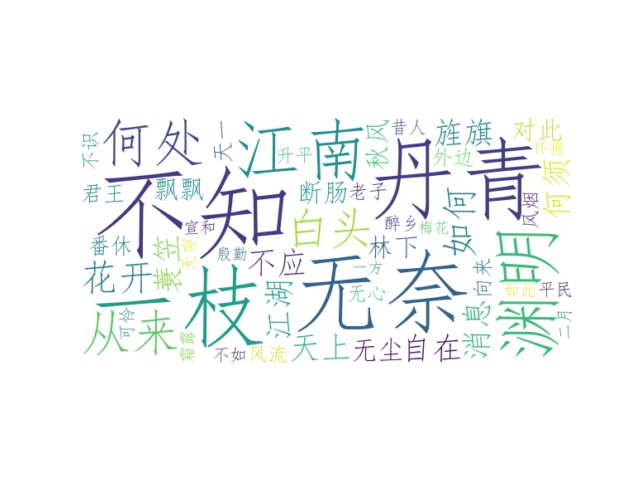 不识
何处
天一
江南
升平
秋风
昔人
旌旗
外边
对此
君王
飘飘
不知
断肠
老子
丹青
何须
风烟
番休
宣和
白头
醉乡
梅花
如何
无穷
殷勤
林下
花开
蓑笠
不应
一方
无奈
渊明
一枝
江湖
无心
向来
如此
平民
从来
可怜
消息
二月
霜露
不如
风流
天上
无尘
自在